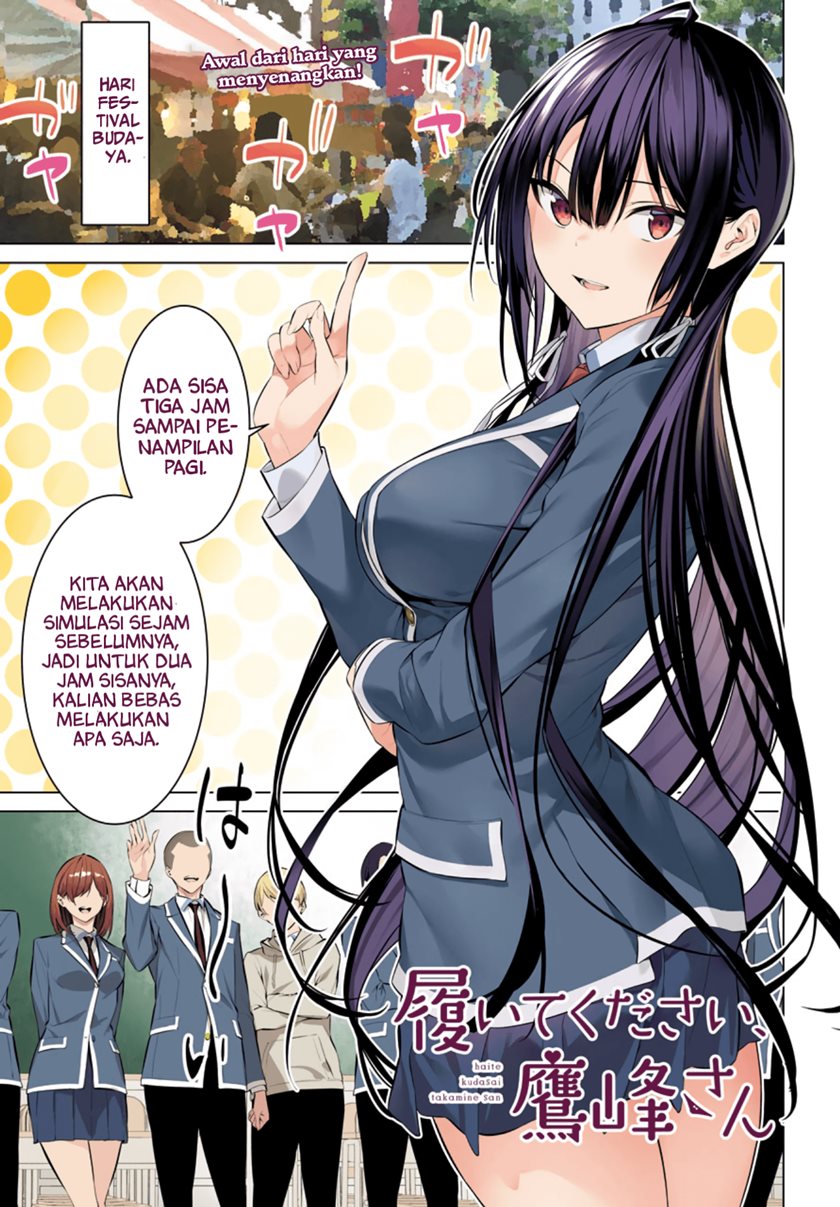 HARI
FES-
TIVAL
BUDA-
YA.
Awal dari hari yang
menyenangkan!
ガヤ
ガヤ
ガヤ
ADA SISA
TIGA JAM
SAMPAI PE-
NAMPILAN
PAGI.
KITA AKAN
MELAKUKAN
SIMULASI SEJAM
SEBELUMNYA,
JADI UNTUK DUA
JAM SISANYA,
KALIAN BEBAS
MELAKUKAN
APA SAJA.
は～い
履いてください、
haite
kudasai
takamine san
鷹峰さん